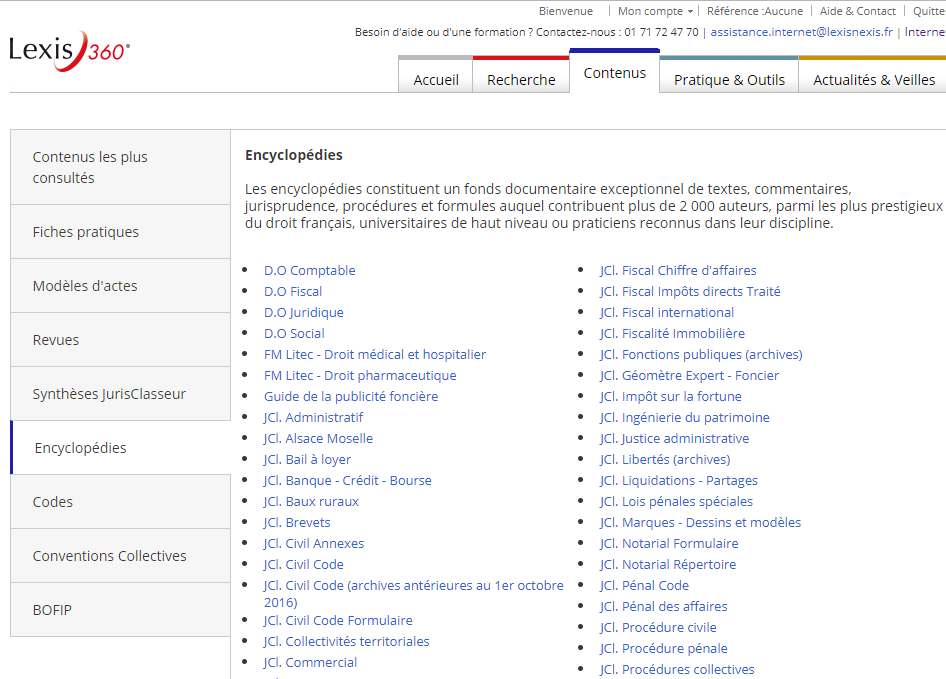 Bienvenue | Mon compte | Référence :Aucune | Aide & Contact | Quitte
Besoin d'aide ou d'une formation ? Contactez-nous : 01 71 72 47 70 | assistance.internet@lexisnexis.fr | Interne
Lexis 360®
Accueil
Recherche
Contenus
Pratique & Outils
Actualités & Veilles
Contenus les plus
consultés
Fiches pratiques
Modèles d'actes
Revues
Synthèses JurisClasseur
Encyclopédies
Codes
Conventions Collectives
BOFIP
Encyclopédies
Les encyclopédies constituent un fonds documentaire exceptionnel de textes, commentaires,
jurisprudence, procédures et formules auquel contribuent plus de 2 000 auteurs, parmi les plus prestigieux
du droit français, universitaires de haut niveau ou praticiens reconnus dans leur discipline.
D.O Comptable
D.O Fiscal
D.O Juridique
D.O Social
FM Litec - Droit médical et hospitalier
FM Litec - Droit pharmaceutique
Guide de la publicité foncière
JCl. Administratif
JCl. Alsace Moselle
JCl. Bail à loyer
JCl. Banque - Crédit - Bourse
JCl. Baux ruraux
JCl. Brevets
JCl. Civil Annexes
JCl. Civil Code
JCl. Civil Code (archives antérieures au 1er octobre
2016)
JCl. Civil Code Formulaire
JCl. Collectivités territoriales
JCl. Commercial
JCl. Fiscal Chiffre d'affaires
JCl. Fiscal Impôts directs Traité
JCl. Fiscal international
JCl. Fiscalité Immobilière
JCl. Fonctions publiques (archives)
JCl. Géomètre Expert - Foncier
JCl. Impôt sur la fortune
JCl. Ingénierie du patrimoine
JCl. Justice administrative
JCl. Libertés (archives)
JCl. Liquidations - Partages
JCl. Lois pénales spéciales
JCl. Marques - Dessins et modèles
JCl. Notarial Formulaire
JCl. Notarial Répertoire
JCl. Pénal Code
JCl. Pénal des affaires
JCl. Procédure civile
JCl. Procédure pénale
JCl. Procédures collectives